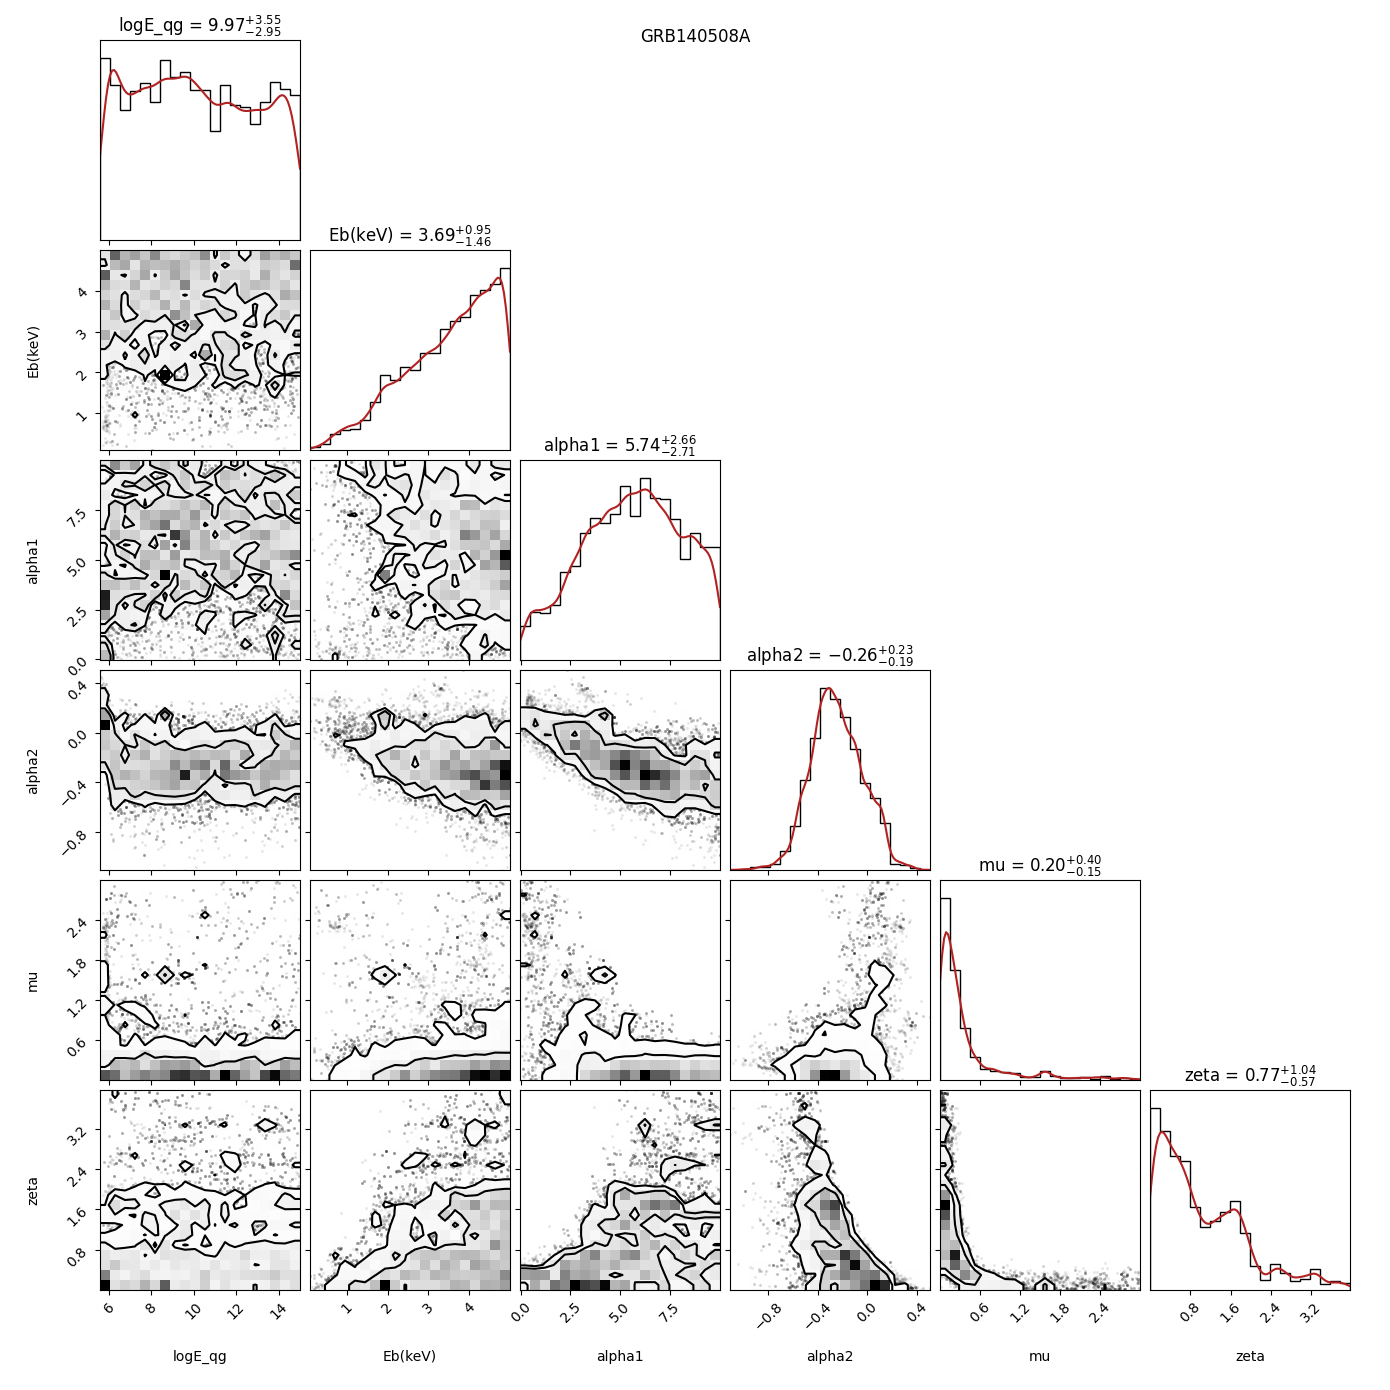 GRB140508A
logE_qg = 9.97+3.55−2.95
Eb(keV) = 3.69+0.95−1.46
Eb(keV)
4
3
2
1
alpha1 = 5.74+2.66−2.71
alpha1
7.5
5.0
2.5
0.0
alpha2 = −0.26+0.23−0.19
alpha2
0.4
0.0
−0.4
−0.8
mu = 0.20+0.40−0.15
mu
2.4
1.8
1.2
0.6
zeta = 0.77+1.04−0.57
zeta
3.2
2.4
1.6
0.8
6 8 10 12 14
1 2 3 4
0.0 2.5 5.0 7.5
−0.8 −0.4 0.0 0.4
0.6 1.2 1.8 2.4
0.8 1.6 2.4 3.2
logE_qg Eb(keV) alpha1 alpha2 mu zeta